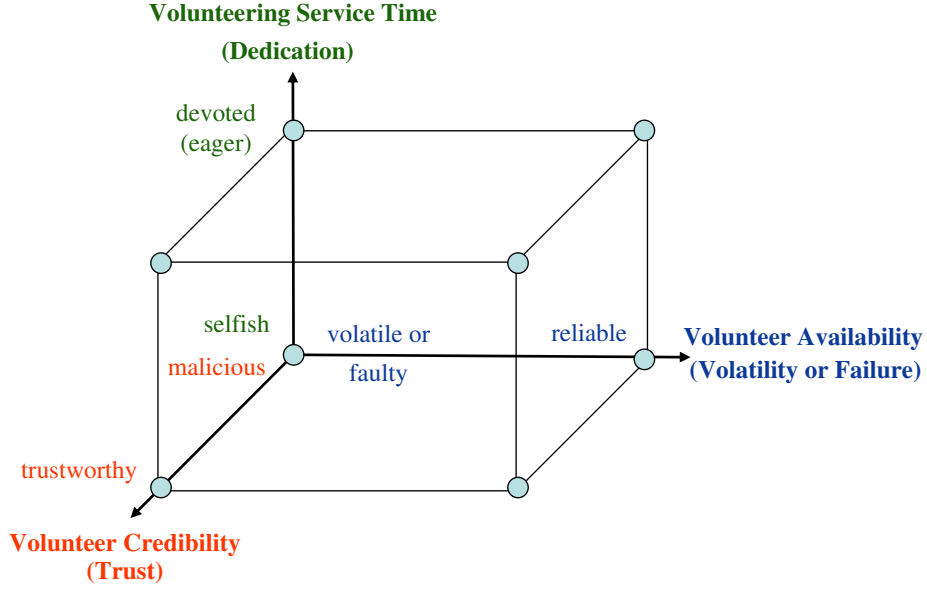 Volunteering Service Time
(Dedication)
devoted
(eager)
selfish
malicious
volatile or
faulty
reliable
Volunteer Availability
(Volatility or Failure)
trustworthy
Volunteer Credibility
(Trust)